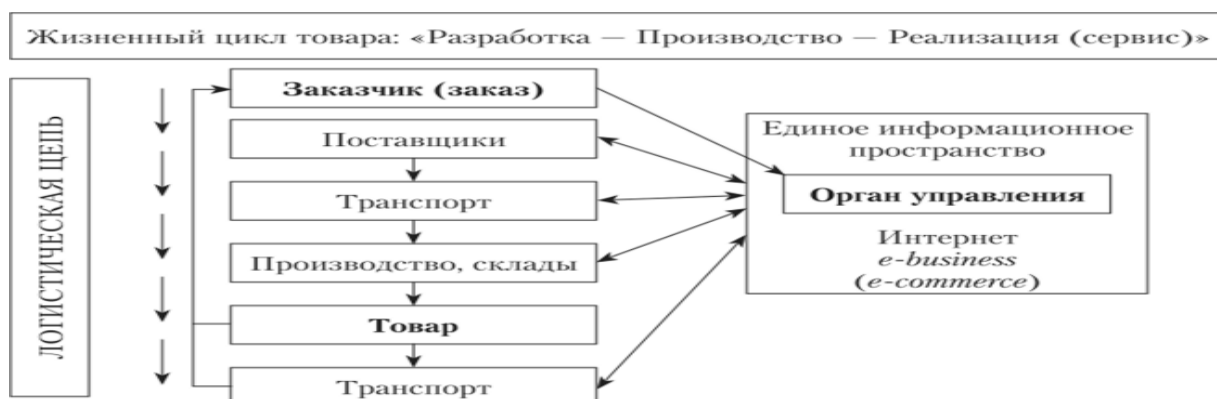 Жизненный цикл товара: «Разработка — Производство — Реализация (сервис)»
ЛОГИСТИЧЕСКАЯ ЦЕПЬ
Заказчик (заказ)
Поставщики
Транспорт
Производство, склады
Товар
Транспорт
Единое информационное
пространство
Орган управления
Интернет
e-business
(e-commerce)